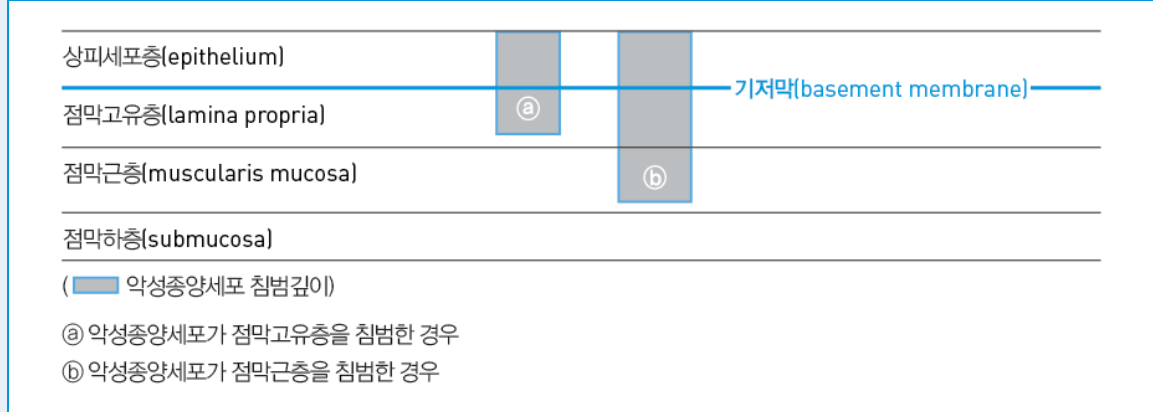 상피세포층(epithelium)
기저막(basement membrane)
점막고유층(lamina propria)
ⓐ
점막근층(muscularis mucosa)
ⓑ
점막하층(submucosa)
( 악성종양세포 침범깊이)
ⓐ 악성종양세포가 점막고유층을 침범한 경우
ⓑ 악성종양세포가 점막근층을 침범한 경우